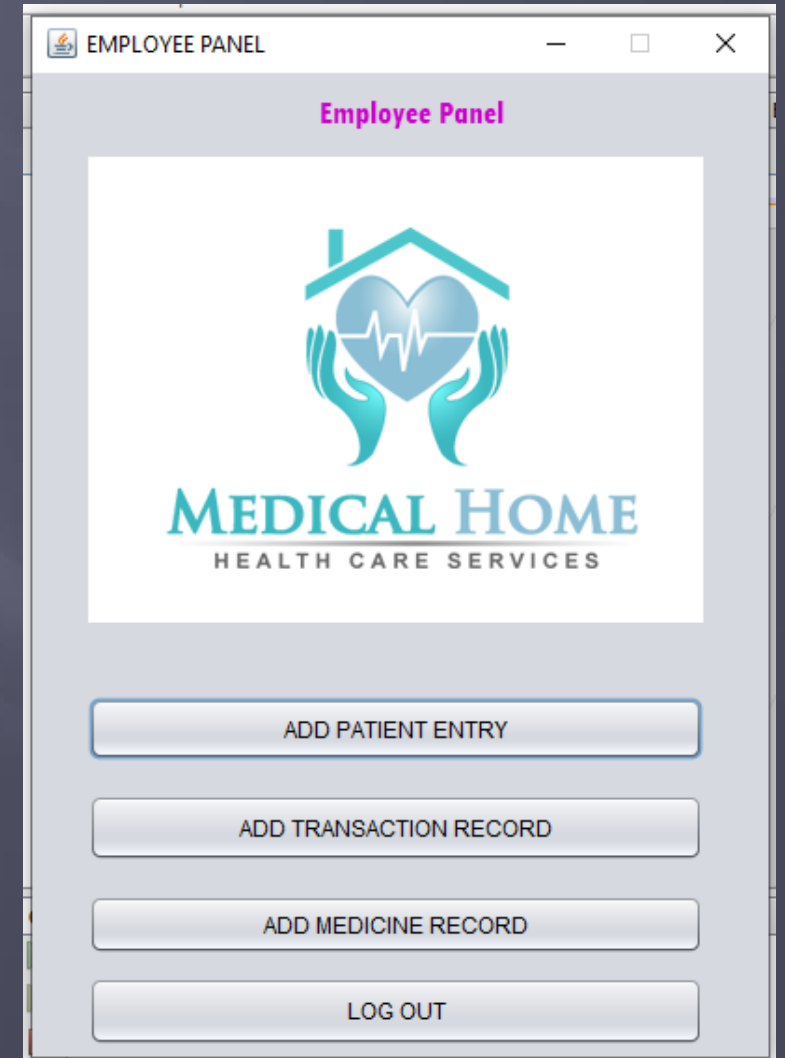 EMPLOYEE PANEL
Employee Panel
MEDICAL HOME
HEALTH CARE SERVICES
ADD PATIENT ENTRY
ADD TRANSACTION RECORD
ADD MEDICINE RECORD
LOG OUT